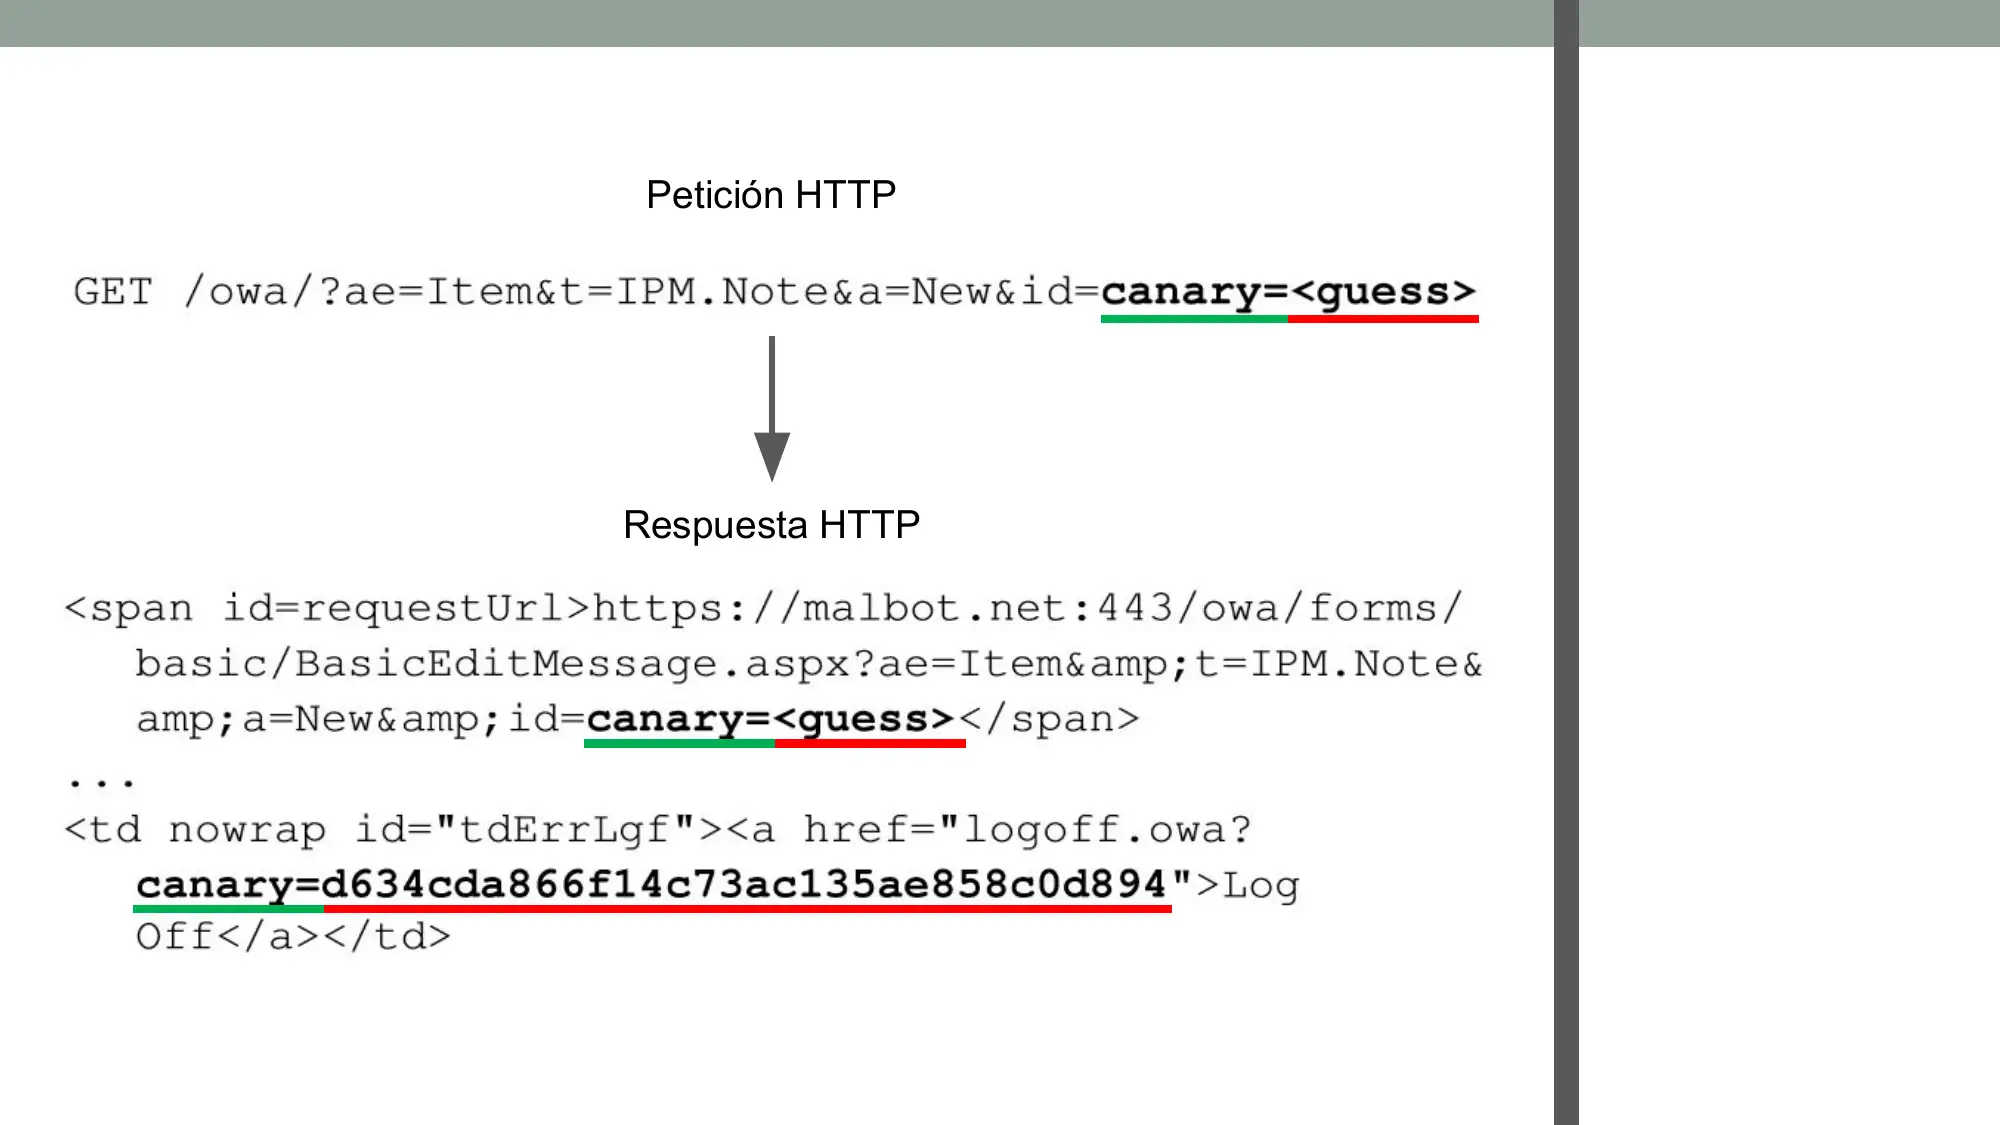 Petición HTTP
GET /owa/?ae=Item&t=IPM.Note&a=New&id=canary=<guess>
Respuesta HTTP
<span id=requestUrl>https://malbot.net:443/owa/forms/
basic/BasicEditMessage.aspx?ae=Item&amp;t=IPM.Note&
amp;a=New&amp;id=canary=<guess></span>
...
<td nowrap id="tdErrLgf"><a href="logoff.owa?
canary=d634cda866f14c73ac135ae858c0d894">Log
Off</a></td>